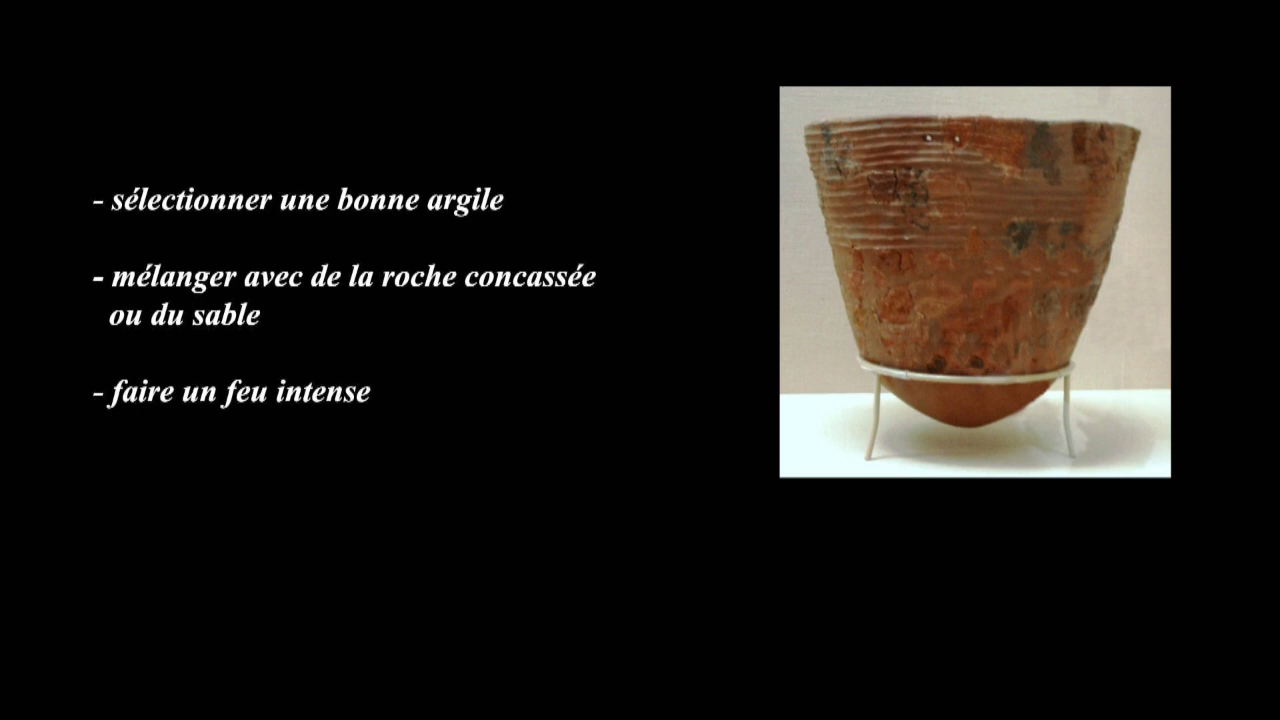 - sélectionner une bonne argile
- mélanger avec de la roche concassée
ou du sable
- faire un feu intense